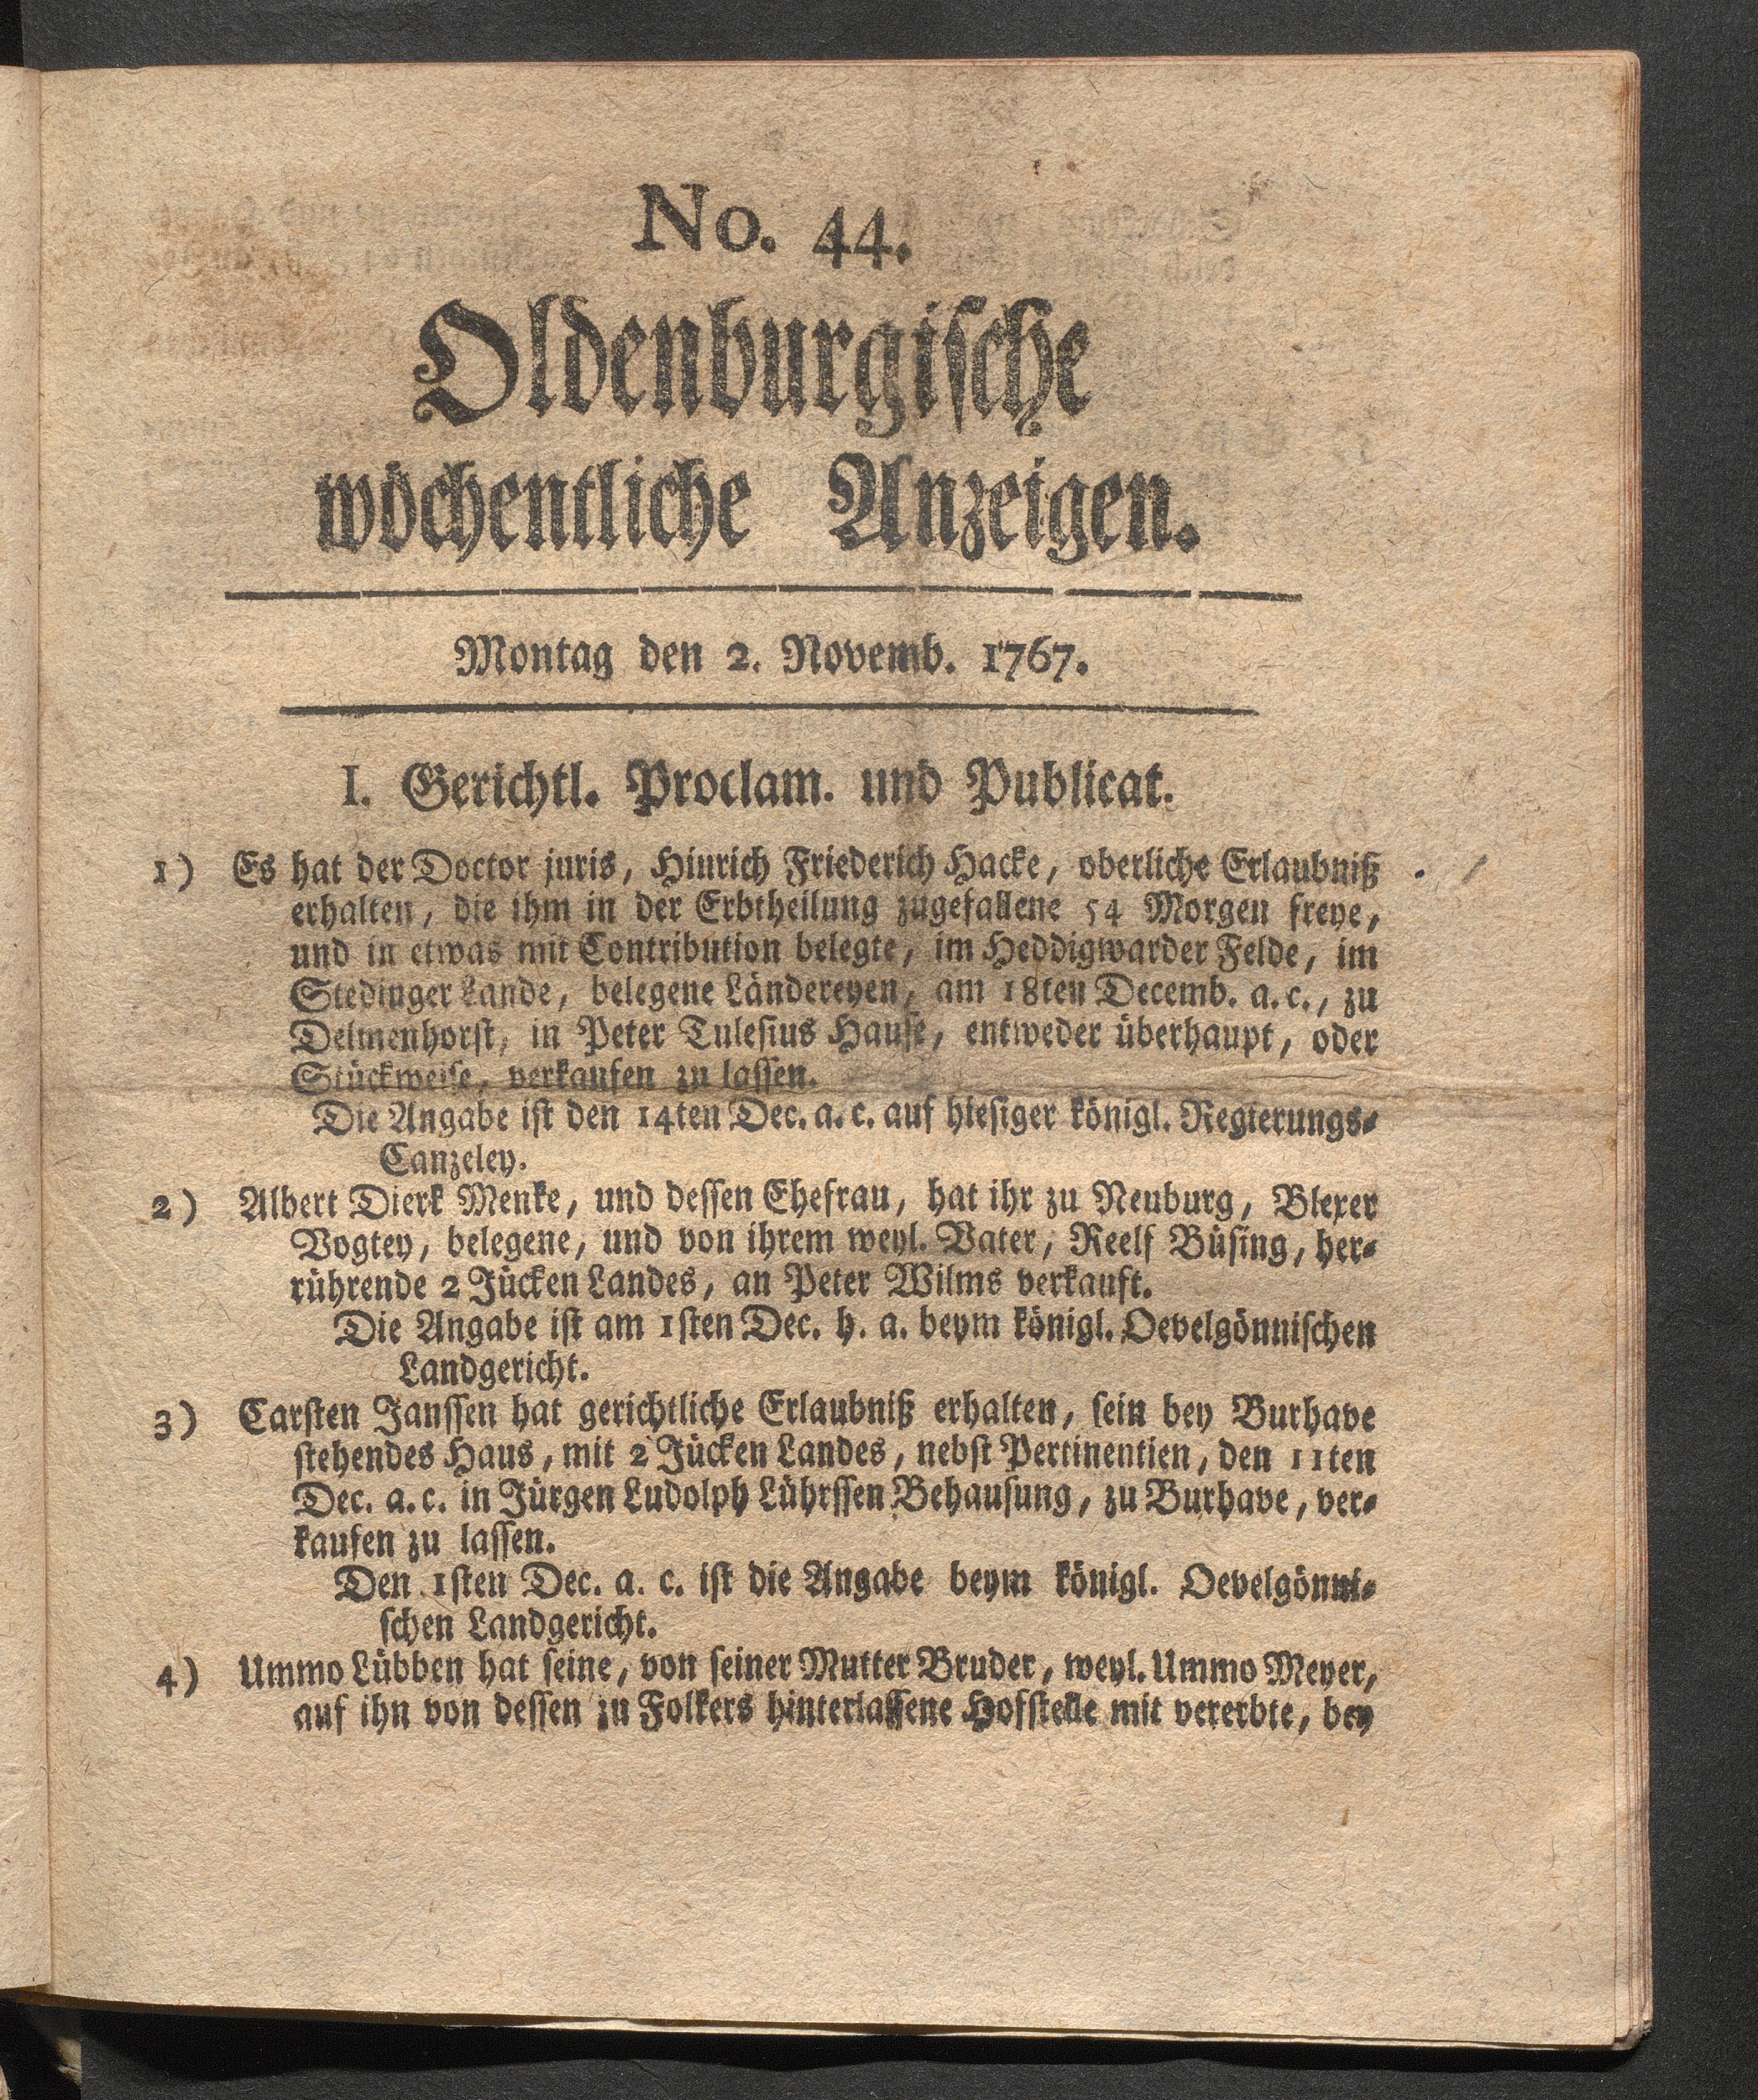 No. 44.
Oldenburgische
wöchentliche Anzeigen.
Montag den 2. Novemb. 1767.
I. Gerichtl. Proclam. und Publicat.
1) Es hat der Doctor juris, Hinrich Friederich Hacke, oberliche Erlaubniß
erhalten, die ihm in der Erbtheilung zugefallene 54 Morgen freye,
und in etwas mit Contribution belegte, im Heddigwarder Felde, im
Stedinger Lande, belegene Ländereyen, am 18ten Decemb. a. c., zu
Delmenhorst, in Peter Tulesius Hause, entweder überhaupt, oder
Stückweise, verkaufen zu lassen.
Die Angabe ist den 14ten Dec. a. c. auf hiesiger königl. Regierungs-
Canzeley.
2) Albert Dierk Menke, und dessen Ehefrau, hat ihr zu Neuburg, Blexer
Vogtey, belegene, und von ihrem weyl. Vater, Reelf Büsing, her-
rührende 2 Jücken Landes, an Peter Wilms verkauft.
Die Angabe ist am 1sten Dec. h. a. beym königl. Oevelgönnischen
Landgericht.
3) Carsten Janssen hat gerichtliche Erlaubniß erhalten, sein bey Burhave
stehendes Haus, mit 2 Jücken Landes, nebst Pertinentien, den 11ten
Dec. a. c. in Jürgen Ludolph Lührssen Behausung, zu Burhave, ver-
kaufen zu lassen.
Den 1sten Dec. a. c. ist die Angabe beym königl. Oevelgönni-
schen Landgericht.
4) Ummo Lübben hat seine, von seiner Mutter Bruder, weyl. Ummo Meyer,
auf ihn von dessen zu Folkers hinterlassene Hofstelle mit vererbte, bey